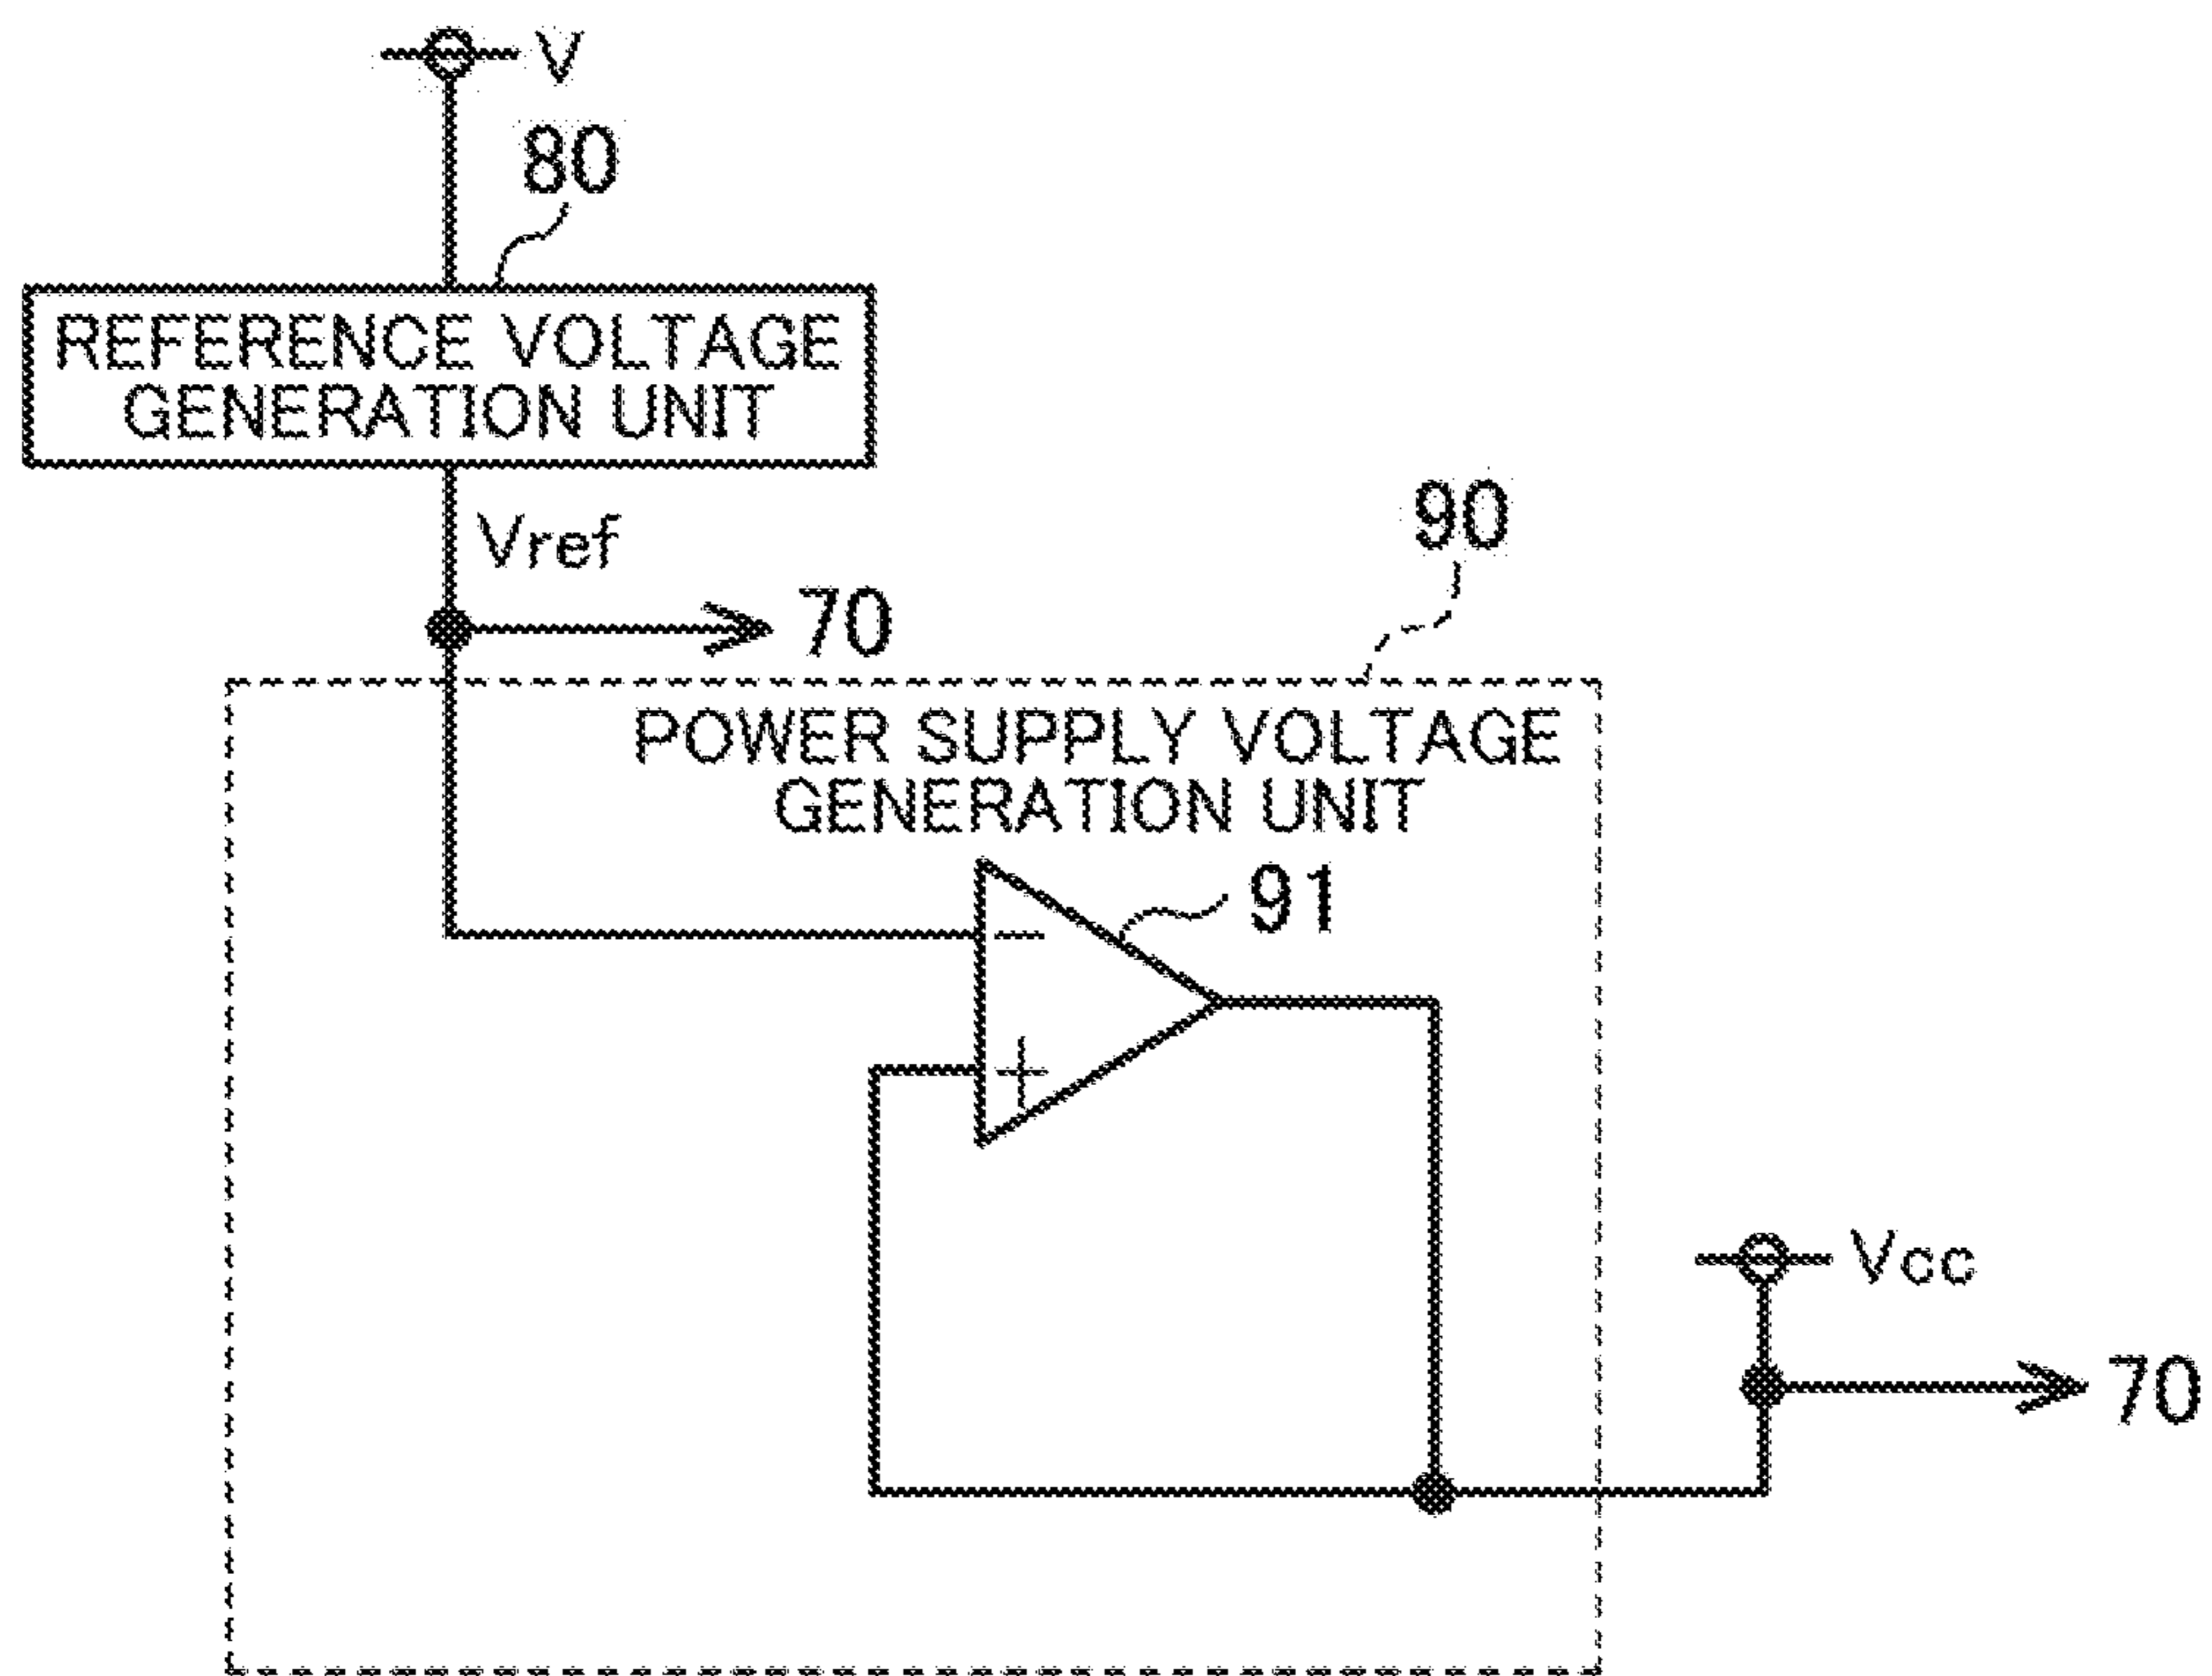 V
80
REFERENCE VOLTAGE
GENERATION UNIT
Vref
70
90
POWER SUPPLY VOLTAGE
GENERATION UNIT
91
−
+
Vcc
70